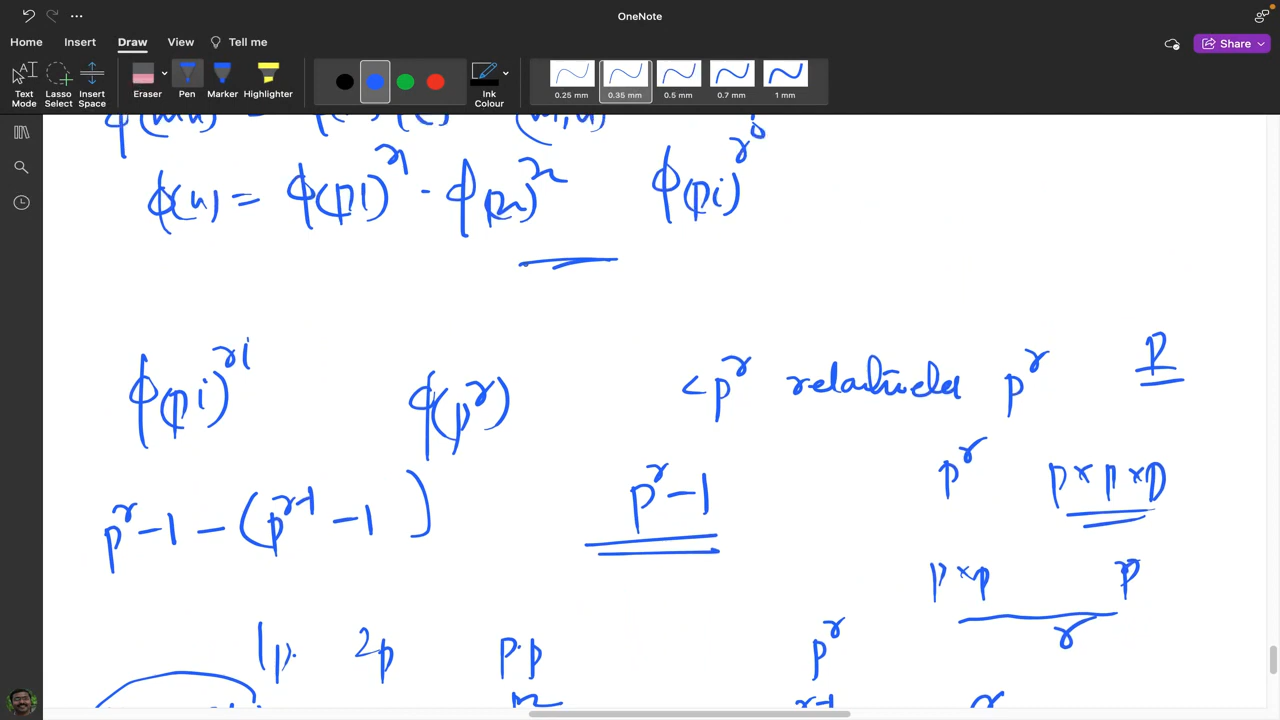 OneNote
Home Insert Draw View Tell me
Share
Text Mode Lasso Select Insert Space Eraser Pen Marker Highlighter Ink Colour
0.25 mm 0.35 mm 0.5 mm 0.7 mm 1 mm
ϕ(n) = ϕ(p1)^r1 · ϕ(p2)^r2 ϕ(pi)^ri
ϕ(pi)^ri ϕ(p^r) <p^r p^r p
p^r p×p×p
p^r-1-(p^r-1 -1) p^r-1
p×p p
r
1p. 2p p.p p^r
r-1